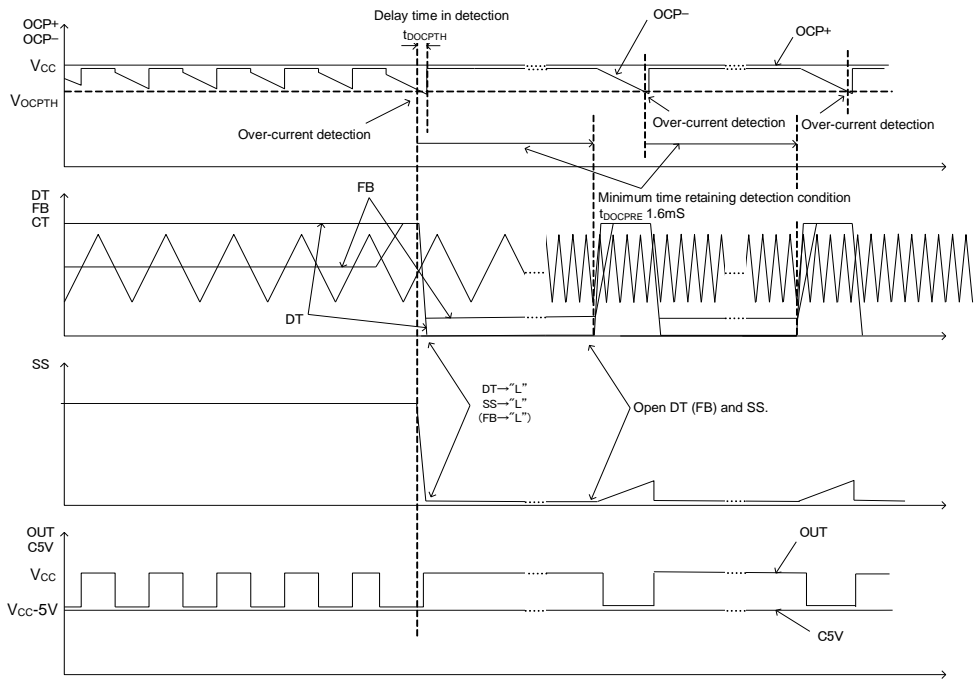 Delay time in detection
tDOCPTH
OCP+
OCP−
OCP−
OCP+
VCC
VOCPTH
Over-current detection
Over-current detection
Over-current detection
Minimum time retaining detection condition
tDOCPRE 1.6mS
DT
FB
CT
FB
DT
SS
DT→"L"
SS→"L"
(FB→"L")
Open DT (FB) and SS.
OUT
C5V
OUT
VCC
VCC-5V
C5V